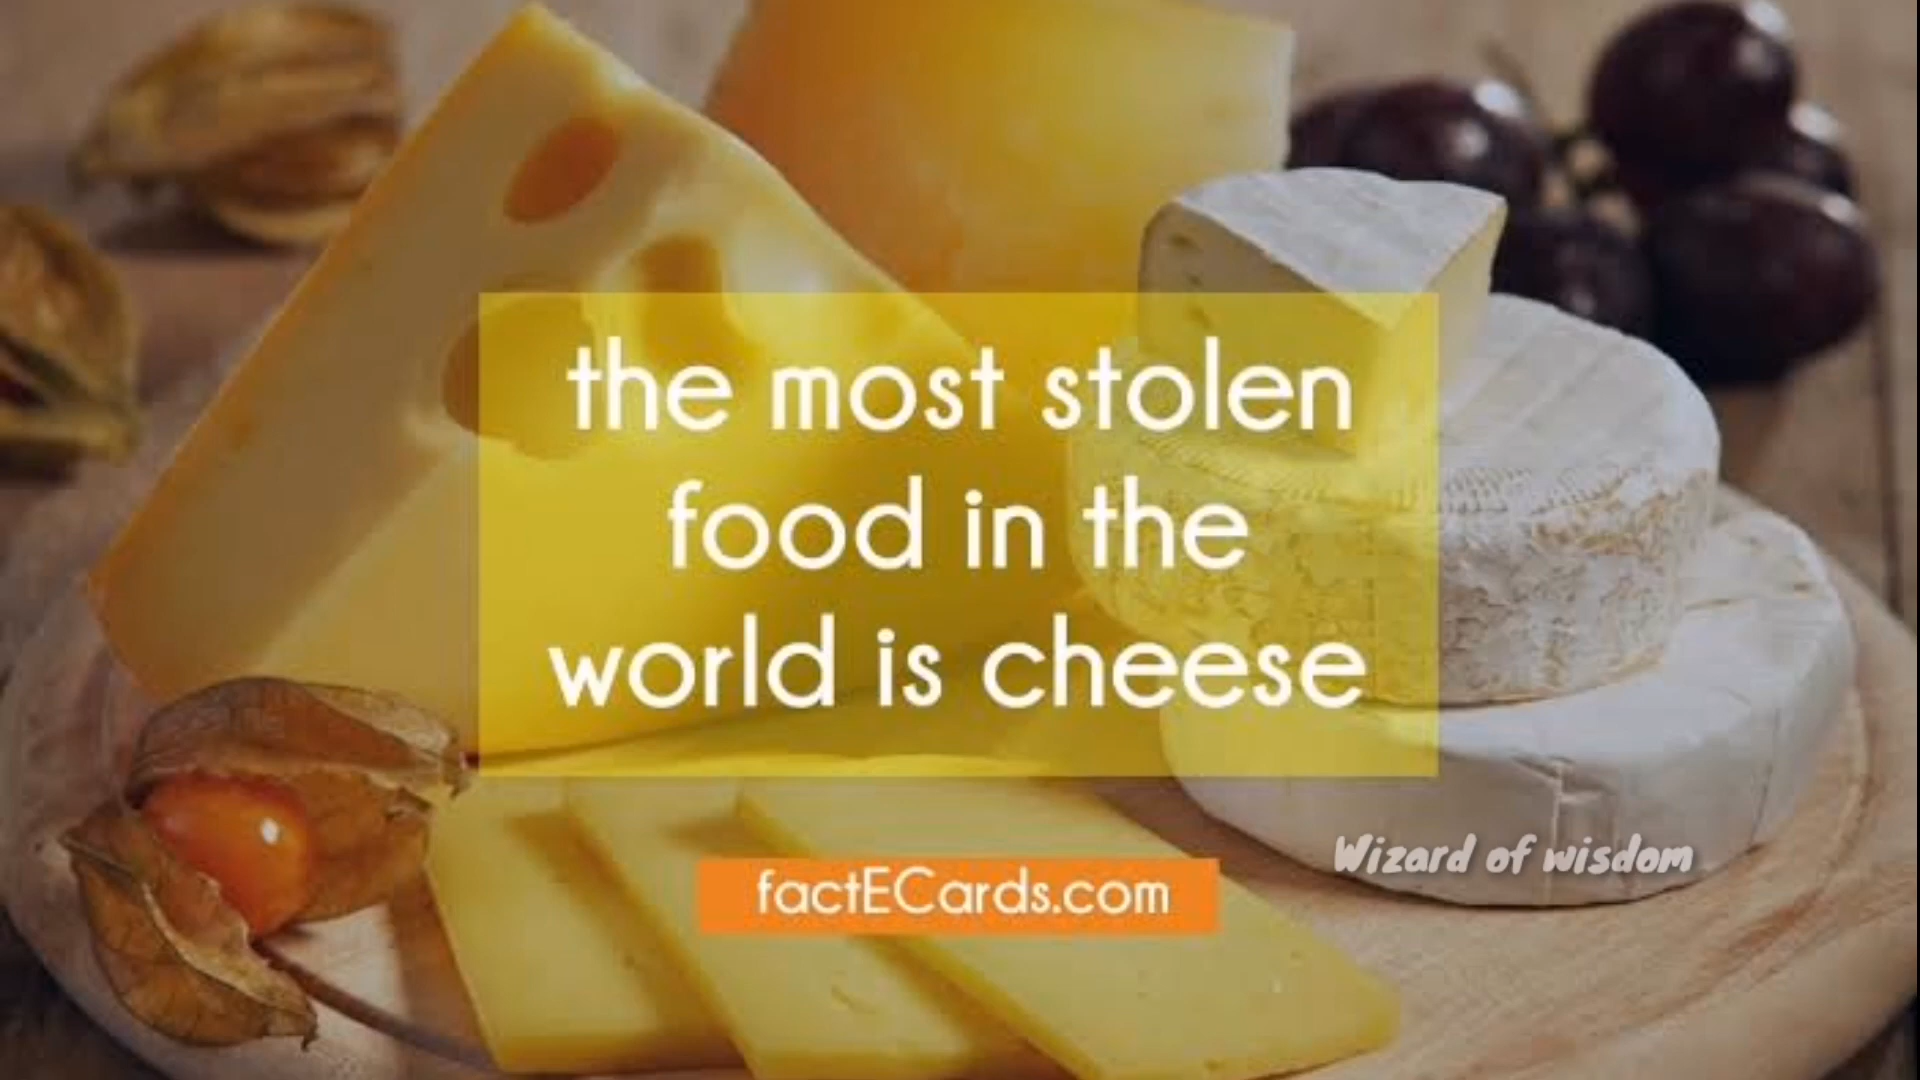 the most stolen
food in the
world is cheese
Wizard of wisdom
factECards.com